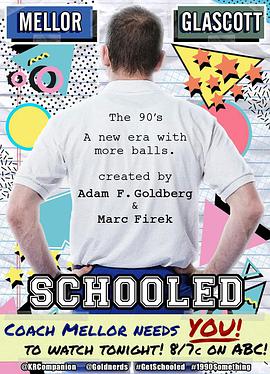 MELLOR
GLASCOTT
The 90's
A new era with
more balls.
created by
Adam F. Goldberg
&
Marc Firek
SCHOOLED
COACH MELLOR NEEDS YOU!
TO WATCH TONIGHT! 8/7c ON ABC!
@KRCompanion @Goldnerds #GetSchooled #1990Something